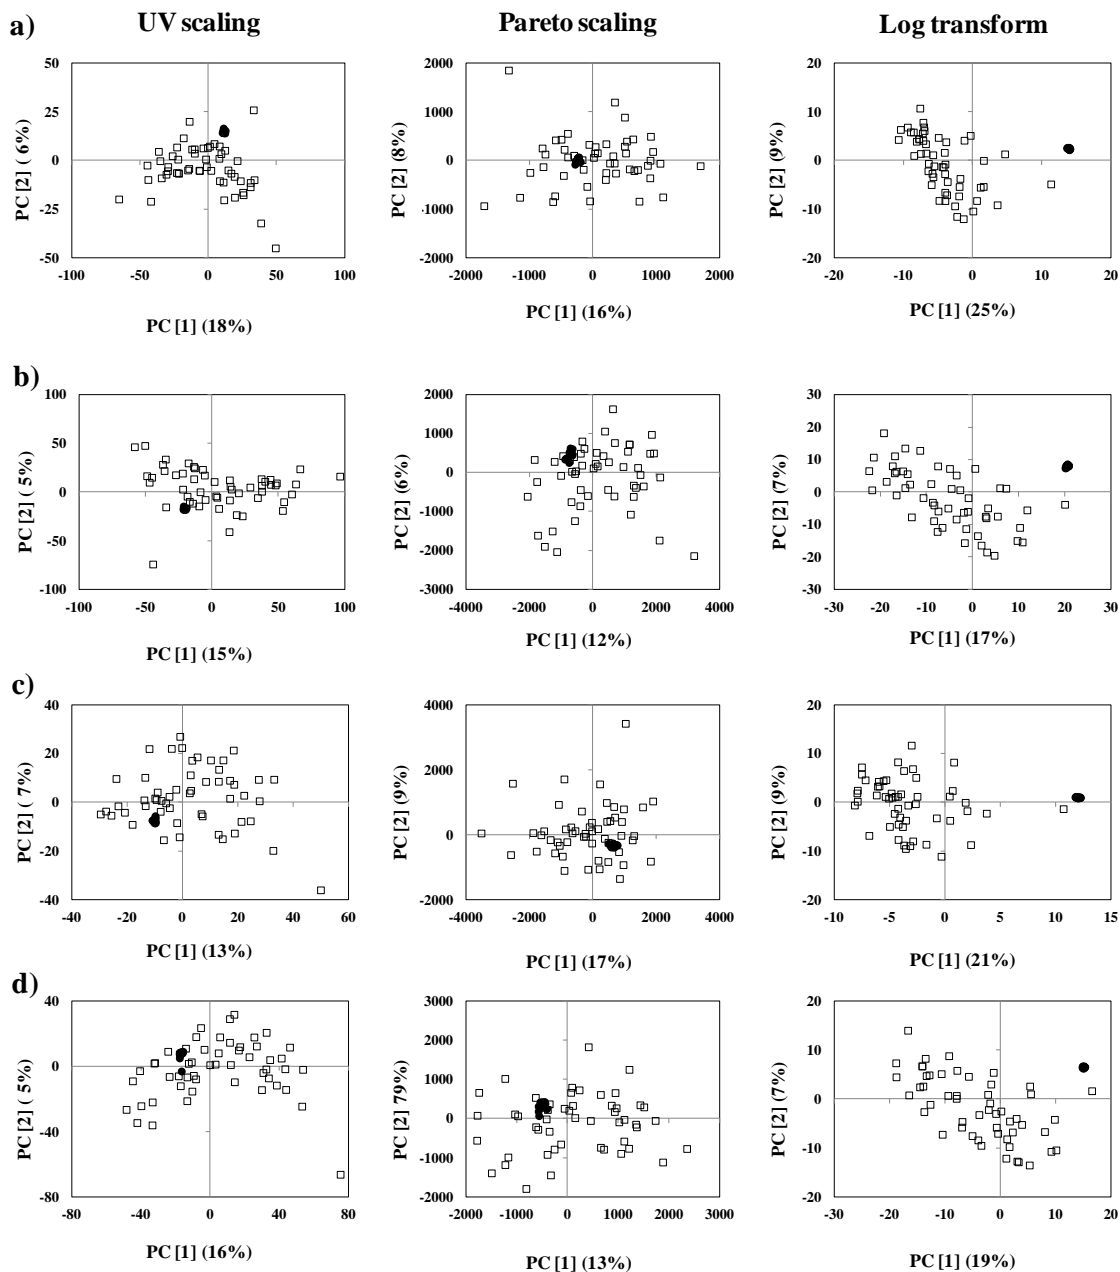 UV scaling Pareto scaling Log transform
a)
50 25 0 -25 -50
-100 -50 0 50 100
PC [2] ( 6%)
PC [1] (18%)
2000 1000 0 -1000 -2000
-2000 -1000 0 1000 2000
PC [2] (8%)
PC [1] (16%)
20 10 0 -10 -20
-20 -10 0 10 20
PC [2] (9%)
PC [1] (25%)
b)
100 50 0 -50 -100
-100 -50 0 50 100
PC [2] ( 5%)
PC [1] (15%)
2000 1000 0 -1000 -2000 -3000
-4000 -2000 0 2000 4000
PC [2] (6%)
PC [1] (12%)
30 20 10 0 -10 -20 -30
-30 -20 -10 0 10 20 30
PC [2] (7%)
PC [1] (17%)
c)
40 20 0 -20 -40
-40 -20 0 20 40 60
PC [2] ( 7%)
PC [1] (13%)
4000 2000 0 -2000
-4000 -2000 0 2000 4000
PC [2] (9%)
PC [1] (17%)
20 10 0 -10 -20
-10 -5 0 5 10 15
PC [2] (7%)
PC [1] (21%)
d)
40 0 -40 -80
-80 -40 0 40 80
PC [2] ( 5%)
PC [1] (16%)
3000 2000 1000 0 -1000 -2000
-2000 -1000 0 1000 2000 3000
PC [2] 79%)
PC [1] (13%)
20 10 0 -10 -20
-30 -20 -10 0 10 20
PC [2] (7%)
PC [1] (19%)